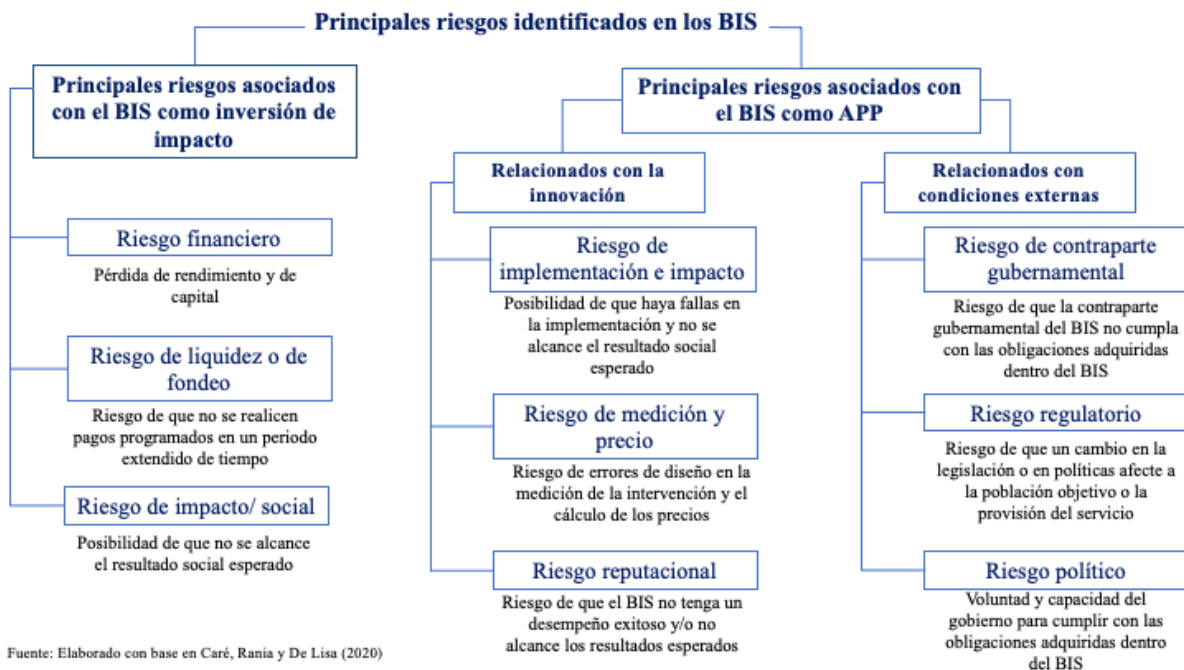 Principales riesgos identificados en los BIS
Principales riesgos asociados
con el BIS como inversión de
impacto
Riesgo financiero
Pérdida de rendimiento y de
capital
Riesgo de liquidez o de
fondeo
Riesgo de que no se realicen
pagos programados en un periodo
extendido de tiempo
Riesgo de impacto/ social
Posibilidad de que no se alcance
el resultado social esperado
Principales riesgos asociados con
el BIS como APP
Relacionados con la
innovación
Riesgo de
implementación e impacto
Posibilidad de que haya fallas en
la implementación y no se
alcance el resultado social
esperado
Riesgo de medición y
precio
Riesgo de errores de diseño en la
medición de la intervención y el
cálculo de los precios
Riesgo reputacional
Riesgo de que el BIS no tenga un
desempeño exitoso y/o no
alcance los resultados esperados
Relacionados con
condiciones externas
Riesgo de contraparte
gubernamental
Riesgo de que la contraparte
gubernamental del BIS no cumpla
con las obligaciones adquiridas
dentro del BIS
Riesgo regulatorio
Riesgo de que un cambio en la
legislación o en políticas afecte a
la población objetivo o la
provisión del servicio
Riesgo político
Voluntad y capacidad del
gobierno para cumplir con las
obligaciones adquiridas dentro
del BIS
Fuente: Elaborado con base en Caré, Rania y De Lisa (2020)